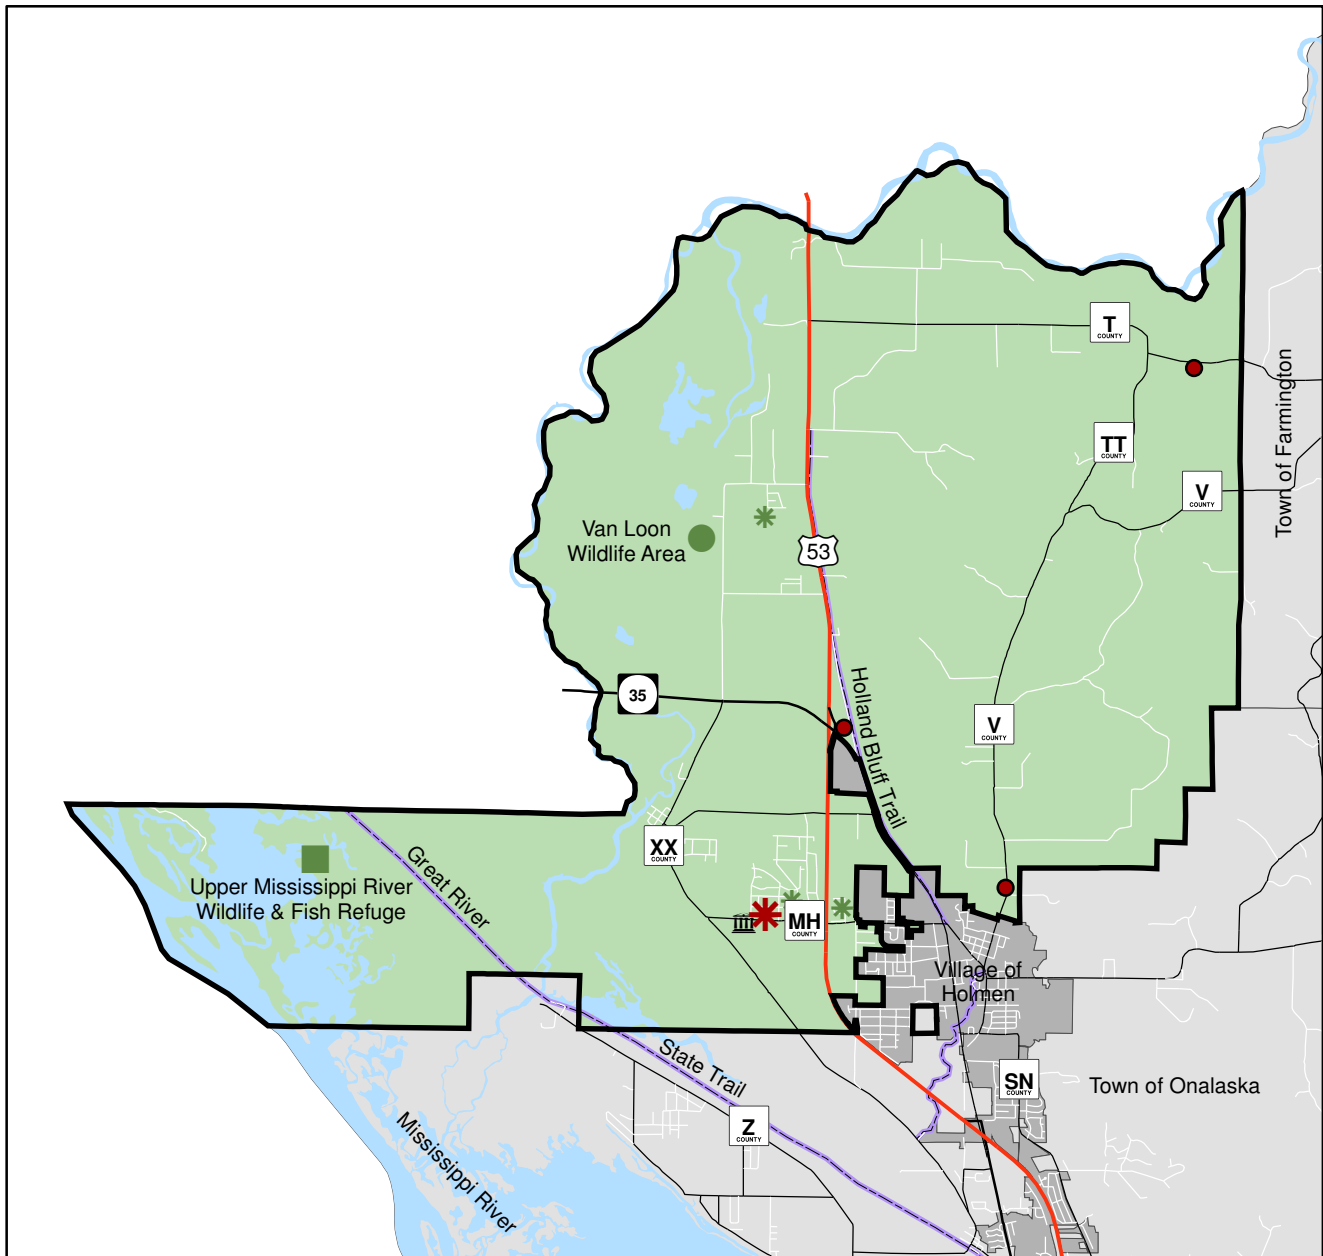 T
COUNTY
Town of Farmington
TT
COUNTY
V
COUNTY
Van Loon
Wildlife Area
53
35
Holland Bluff Trail
V
COUNTY
XX
COUNTY
Great River
Upper Mississippi River
Wildlife & Fish Refuge
MH
COUNTY
Village of
Holmen
State Trail
SN
COUNTY
Town of Onalaska
Z
COUNTY
Mississippi River